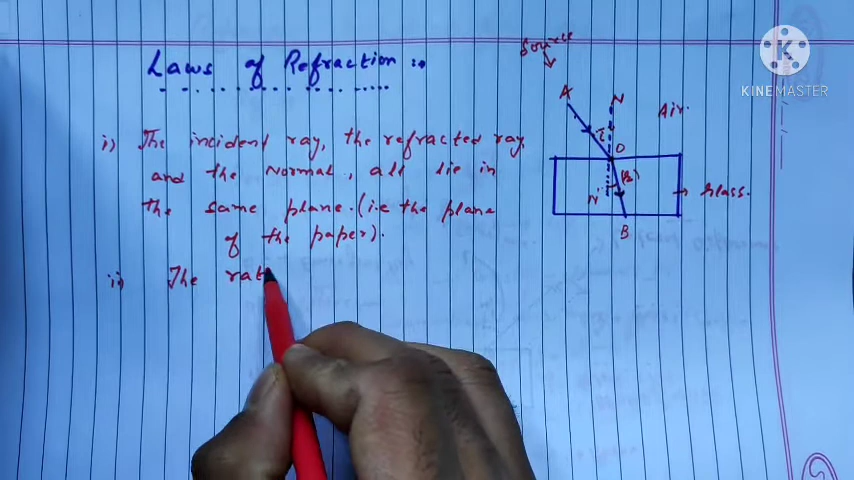 Laws of Refraction :-
i) The incident ray, the refracted ray
and the Normal, all lie in
the same plane. (i.e the plane
of the paper).
ii) The rat
Source
A
N
Air.
i
O
(R)
N'
B
→ glass.
K
KINEMASTER